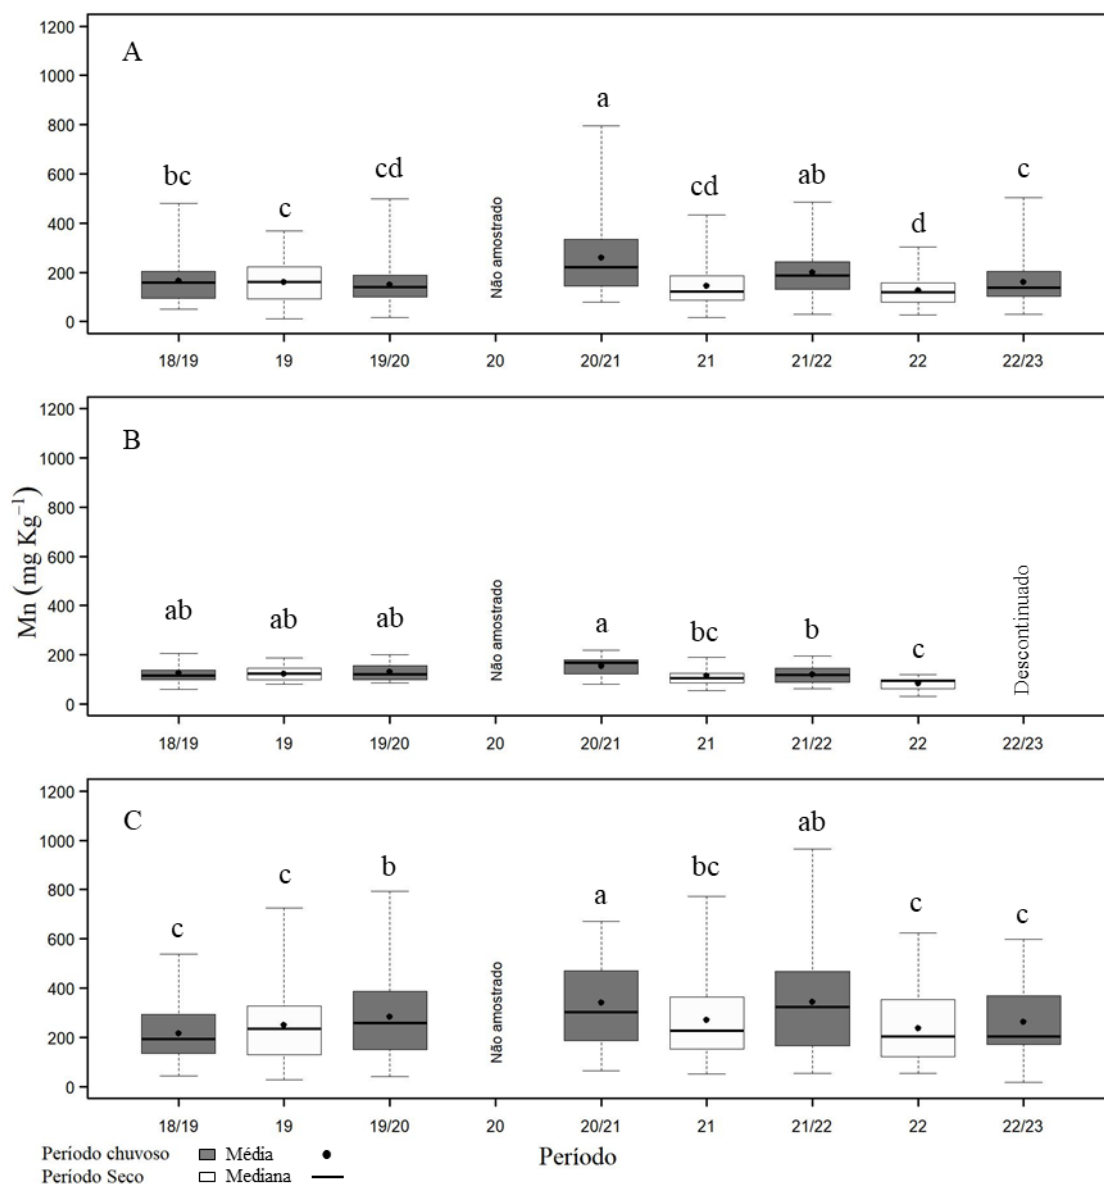 A
1200
1000
800
600
400
200
0
bc
c
cd
Não amostrado
a
cd
ab
d
c
18/19
19
19/20
20
20/21
21
21/22
22
22/23
Mn (mg Kg⁻¹)
B
1200
1000
800
600
400
200
0
ab
ab
ab
Não amostrado
a
bc
b
c
Descontinuado
18/19
19
19/20
20
20/21
21
21/22
22
22/23
C
1200
1000
800
600
400
200
0
c
c
b
Não amostrado
a
bc
ab
c
c
18/19
19
19/20
20
20/21
21
21/22
22
22/23
Período
Período chuvoso Média
Período Seco Mediana